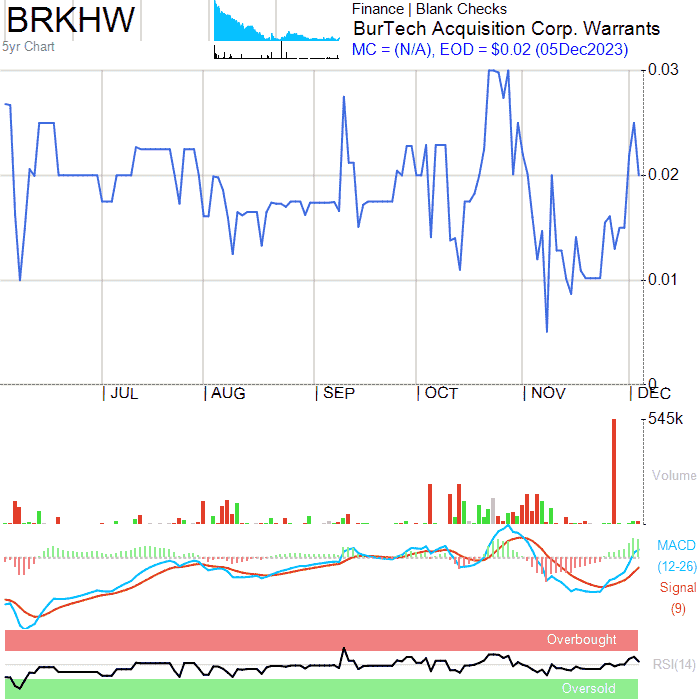 BRKHW
5yr Chart
Finance | Blank Checks
BurTech Acquisition Corp. Warrants
MC = (N/A), EOD = $0.02 (05Dec2023)
0.03
0.02
0.01
0
| JUL | AUG | SEP | OCT | NOV | DEC
545k
Volume
MACD
(12-26)
Signal
(9)
Overbought
RSI(14)
Oversold